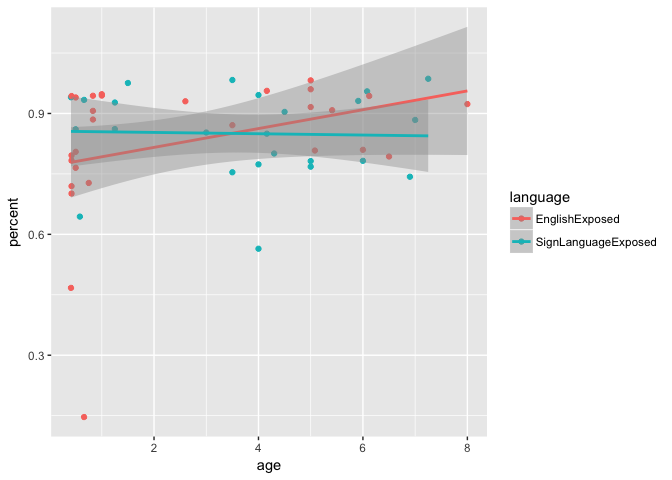 percent
0.9
0.6
0.3
2 4 6 8
age
language
EnglishExposed
SignLanguageExposed